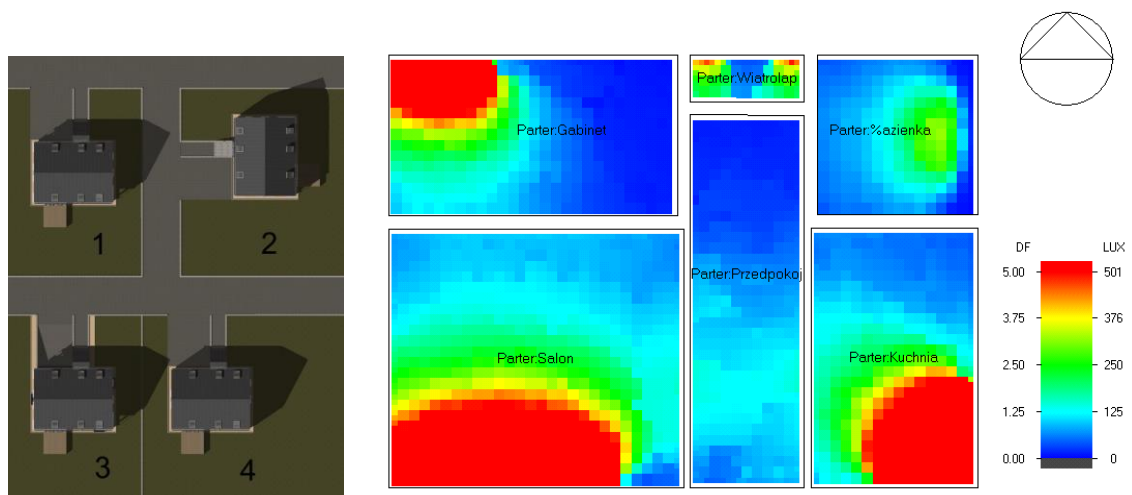 1
2
3
4
Parter:Gabinet
Parter:Wiatrolap
Parter:%azienka
Parter:Przedpokoj
Parter:Salon
Parter:Kuchnia
DF LUX
5.00 501
3.75 376
2.50 250
1.25 125
0.00 0